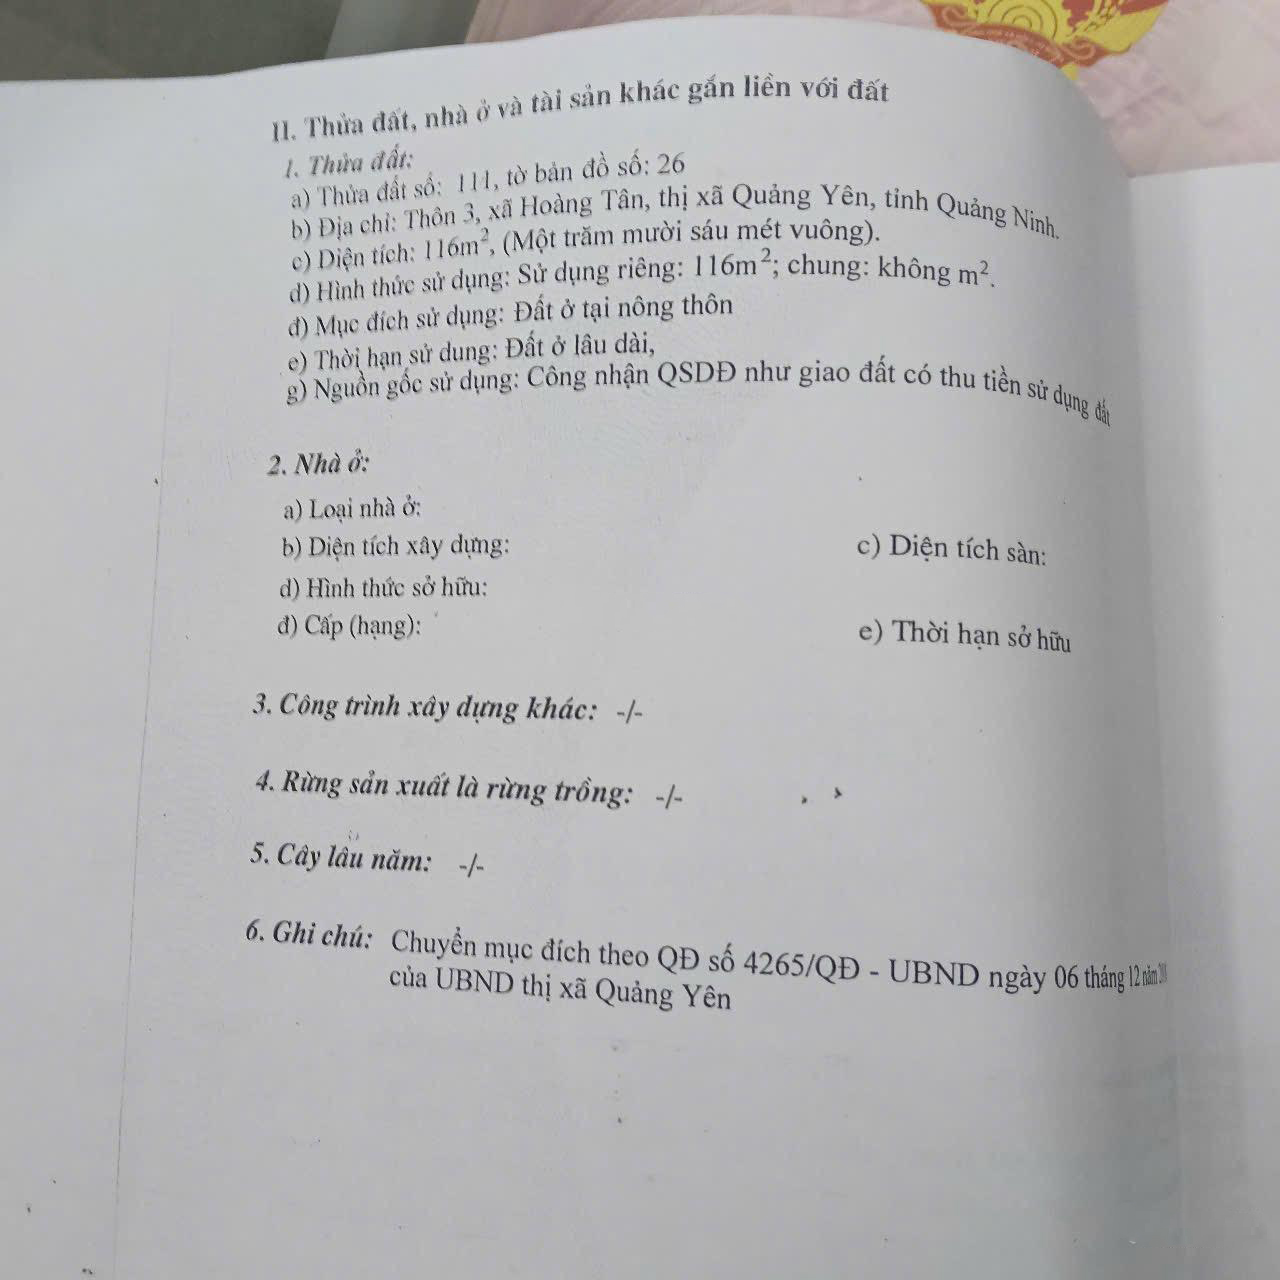 II. Thửa đất, nhà ở và tài sản khác gắn liền với đất
1. Thửa đất:
a) Thửa đất số: 111, tờ bản đồ số: 26
b) Địa chỉ: Thôn 3, xã Hoàng Tân, thị xã Quảng Yên, tỉnh Quảng Ninh.
c) Diện tích: 116m², (Một trăm mười sáu mét vuông).
d) Hình thức sử dụng: Sử dụng riêng: 116m²; chung: không m².
đ) Mục đích sử dụng: Đất ở tại nông thôn
e) Thời hạn sử dung: Đất ở lâu dài,
g) Nguồn gốc sử dụng: Công nhận QSDĐ như giao đất có thu tiền sử dụng đất
2. Nhà ở:
a) Loại nhà ở:
b) Diện tích xây dựng: c) Diện tích sàn:
d) Hình thức sở hữu:
đ) Cấp (hạng): e) Thời hạn sở hữu
3. Công trình xây dựng khác: -/-
4. Rừng sản xuất là rừng trồng: -/-
5. Cây lâu năm: -/-
6. Ghi chú: Chuyển mục đích theo QĐ số 4265/QĐ - UBND ngày 06 tháng 12 năm
của UBND thị xã Quảng Yên